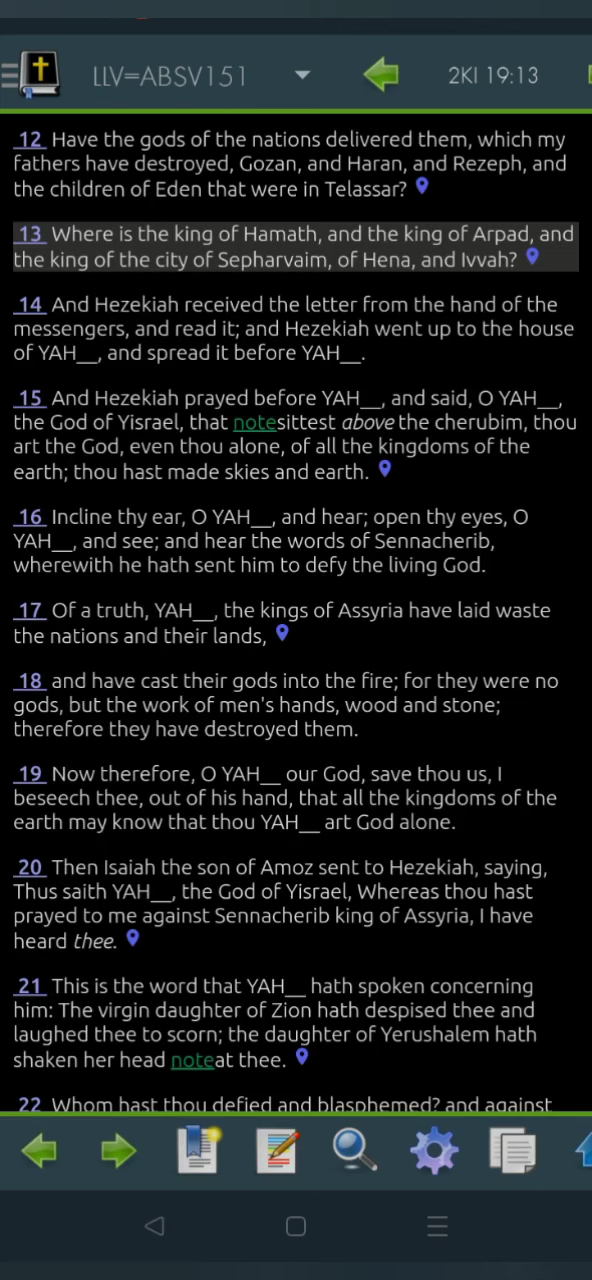 LLV=ABSV151
2KI 19:13
12 Have the gods of the nations delivered them, which my
fathers have destroyed, Gozan, and Haran, and Rezeph, and
the children of Eden that were in Telassar?
13 Where is the king of Hamath, and the king of Arpad, and
the king of the city of Sepharvaim, of Hena, and Ivvah?
14 And Hezekiah received the letter from the hand of the
messengers, and read it; and Hezekiah went up to the house
of YAH__, and spread it before YAH__.
15 And Hezekiah prayed before YAH__, and said, O YAH__,
the God of Yisrael, that notesittest above the cherubim, thou
art the God, even thou alone, of all the kingdoms of the
earth; thou hast made skies and earth.
16 Incline thy ear, O YAH__, and hear; open thy eyes, O
YAH__, and see; and hear the words of Sennacherib,
wherewith he hath sent him to defy the living God.
17 Of a truth, YAH__, the kings of Assyria have laid waste
the nations and their lands,
18 and have cast their gods into the fire; for they were no
gods, but the work of men's hands, wood and stone;
therefore they have destroyed them.
19 Now therefore, O YAH__ our God, save thou us, I
beseech thee, out of his hand, that all the kingdoms of the
earth may know that thou YAH__ art God alone.
20 Then Isaiah the son of Amoz sent to Hezekiah, saying,
Thus saith YAH__, the God of Yisrael, Whereas thou hast
prayed to me against Sennacherib king of Assyria, I have
heard thee.
21 This is the word that YAH__ hath spoken concerning
him: The virgin daughter of Zion hath despised thee and
laughed thee to scorn; the daughter of Yerushalem hath
shaken her head noteat thee.
22 Whom hast thou defied and blasphemed? and against